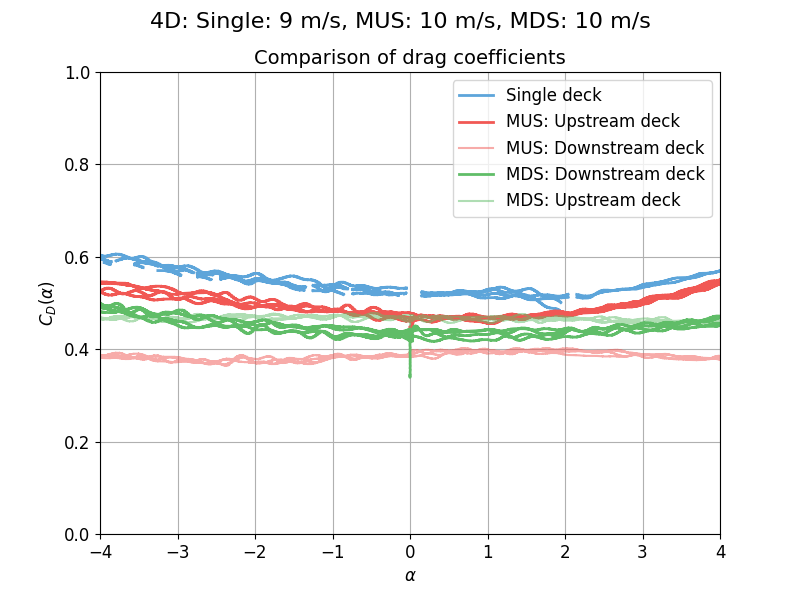 4D: Single: 9 m/s, MUS: 10 m/s, MDS: 10 m/s
Comparison of drag coefficients
1.0
0.8
0.6
0.4
0.2
0.0
C_D(α)
Single deck
MUS: Upstream deck
MUS: Downstream deck
MDS: Downstream deck
MDS: Upstream deck
−4 −3 −2 −1 0 1 2 3 4
α